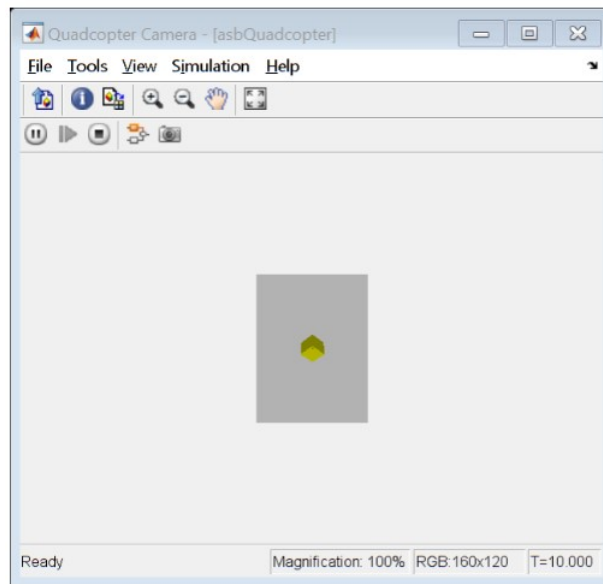 Quadcopter Camera - [asbQuadcopter]
File Tools View Simulation Help
Ready Magnification: 100% RGB:160x120 T=10.000